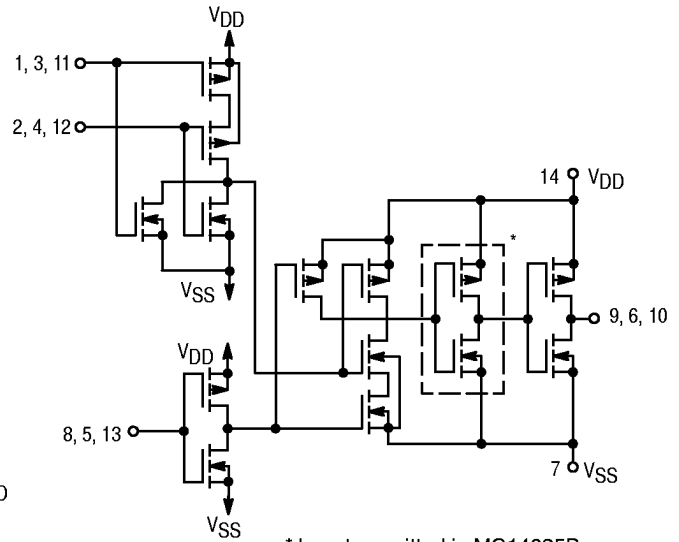 VDD
1, 3, 11
2, 4, 12
14 VDD
*
VSS
9, 6, 10
VDD
8, 5, 13
7 VSS
VSS